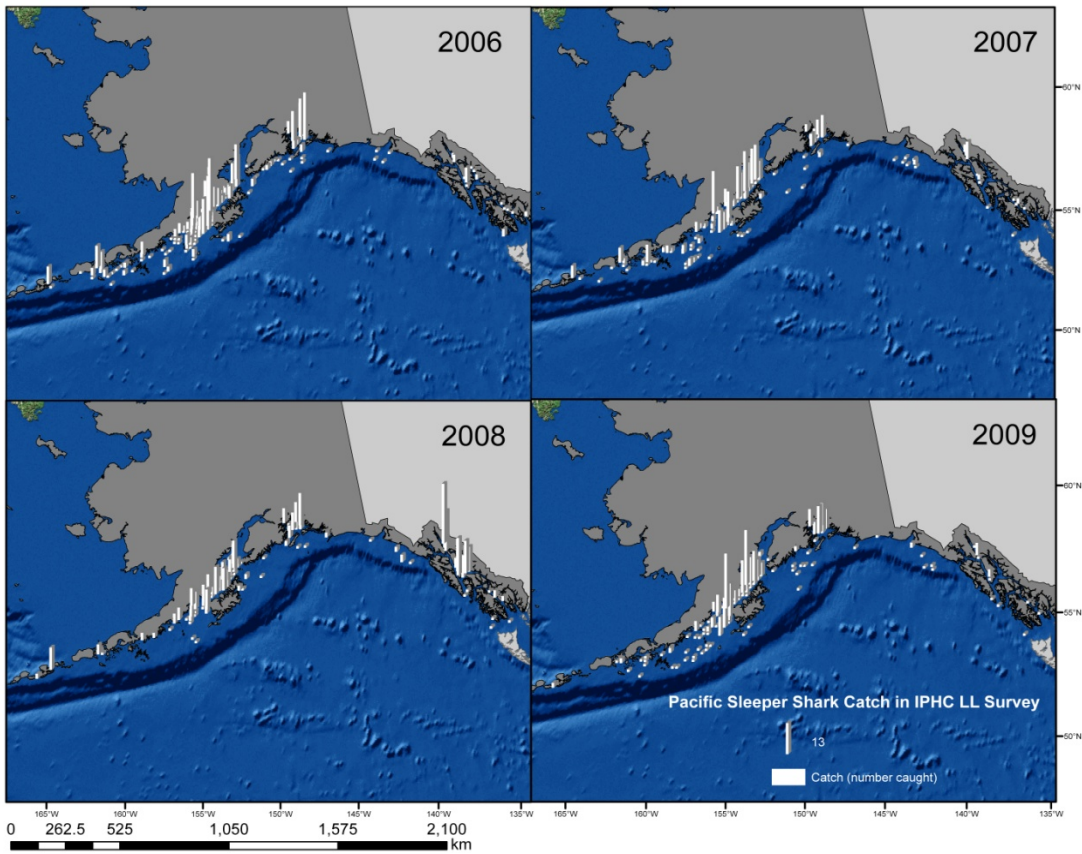 2006
2007
60°N
55°N
50°N
2008
2009
60°N
55°N
Pacific Sleeper Shark Catch in IPHC LL Survey
13
50°N
Catch (number caught)
165°W 160°W 155°W 150°W 145°W 140°W 135°W 165°W 160°W 155°W 150°W 145°W 140°W 135°W
0 262.5 525 1,050 1,575 2,100
km